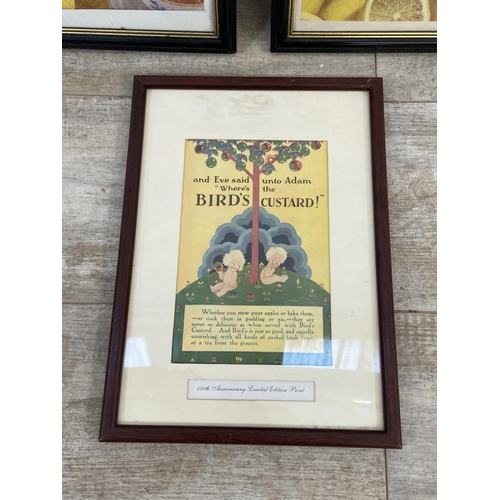 and Eve said unto Adam
"Where's the
BIRD'S CUSTARD!"
Whether you stew your apples or bake them,
—or cook them in pudding or pie,—they are
never so delicious as when served with Bird's
Custard. And Bird's is just as good, and equally
nourishing, with all kinds of cooked fresh fruit
or a tin from the grocers.
150th Anniversary Limited Edition Print